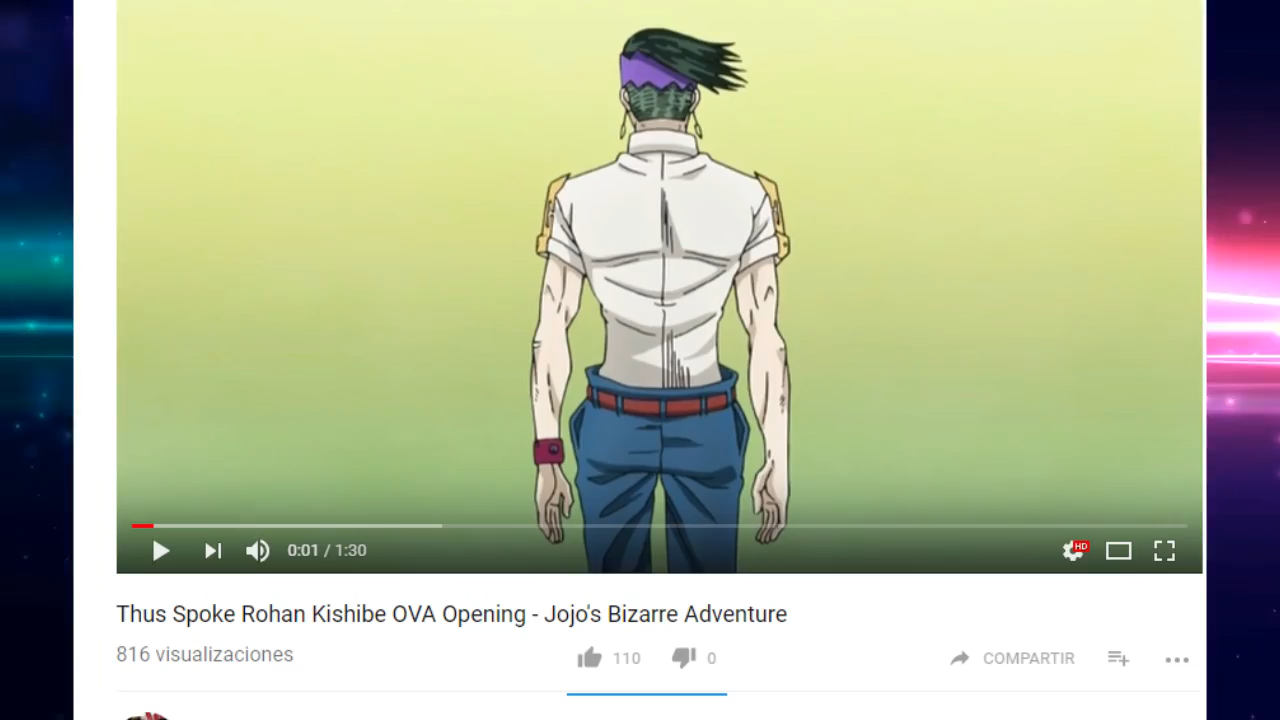 0:01 / 1:30
HD
Thus Spoke Rohan Kishibe OVA Opening - Jojo's Bizarre Adventure
816 visualizaciones
110
0
COMPARTIR